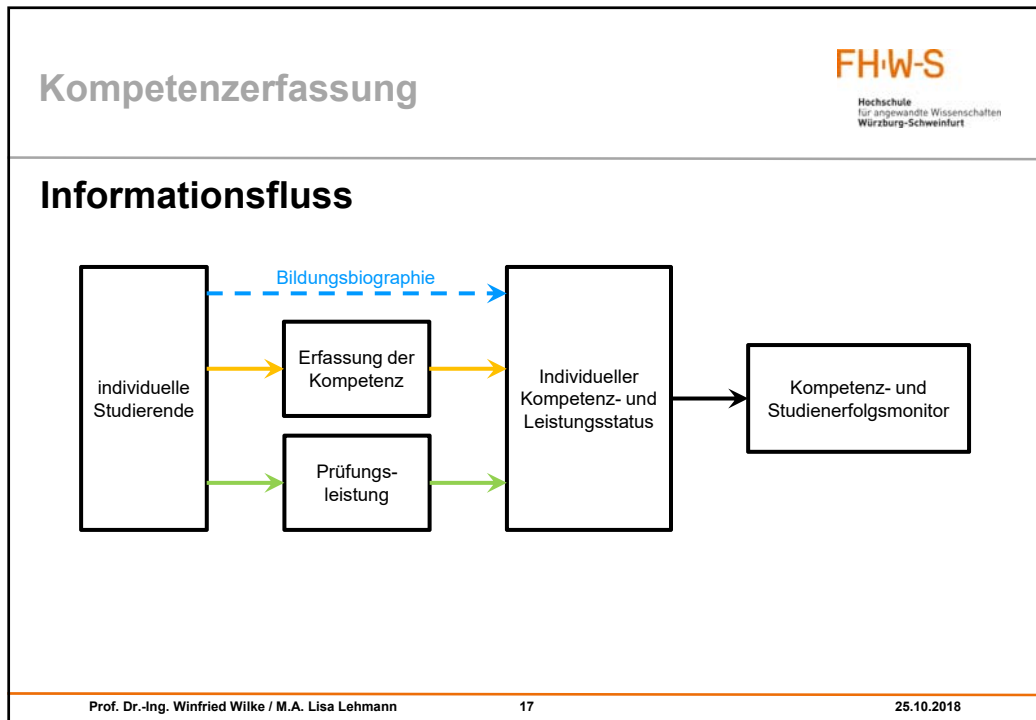 Kompetenzerfassung
FH·W-S
Hochschule
für angewandte Wissenschaften
Würzburg-Schweinfurt
Informationsfluss
Bildungsbiographie
individuelle
Studierende
Erfassung der
Kompetenz
Prüfungs-
leistung
Individueller
Kompetenz- und
Leistungsstatus
Kompetenz- und
Studienerfolgsmonitor
Prof. Dr.-Ing. Winfried Wilke / M.A. Lisa Lehmann 17 25.10.2018